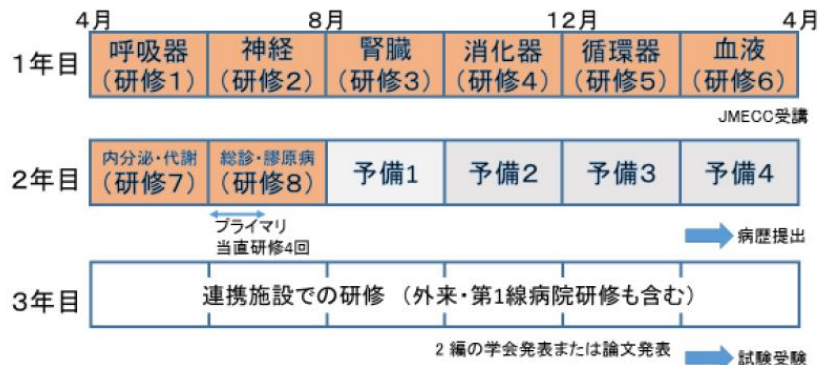 4月 8月 12月 4月
1年目
呼吸器 神経 腎臓 消化器 循環器 血液
(研修1) (研修2) (研修3) (研修4) (研修5) (研修6)
JMECC受講
2年目
内分泌・代謝 総診・膠原病
(研修7) (研修8) 予備1 予備2 予備3 予備4
プライマリ
当直研修4回
病歴提出
3年目
連携施設での研修 (外来・第1線病院研修も含む)
2 編の学会発表または論文発表
試験受験